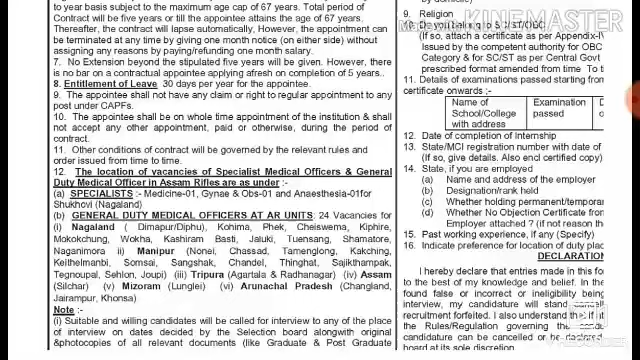 year basis subject to the maximum age cap of 67 years. Total period of
Contract will be five years or till the appointee attains the age of 67 years.
Thereafter, the contract will lapse automatically, However, the appointment can
be terminated at any time by giving one month notice (on either side) without
assigning any reasons by paying/refunding one month salary.
7. No Extension beyond the stipulated five years will be given. However, there
is no bar on a contractual appointee applying afresh on completion of 5 years..
8. Entitlement of Leave 30 days per year for the appointee.
9. The appointee shall not have any claim or right to regular appointment to any
post under CAPFs.
10. The appointee shall be on whole time appointment of the institution & shall
not accept any other appointment, paid or otherwise, during the period of
contract.
11. Other conditions of contract will be governed by the relevant rules and
order issued from time to time.
12. The location of vacancies of Specialist Medical Officers & General
Duty Medical Officer in Assam Rifles are as under :-
(a) SPECIALISTS :- Medicine-01, Gynae & Obs-01 and Anaesthesia-01for
Shukhovi (Nagaland)
(b) GENERAL DUTY MEDICAL OFFICERS AT AR UNITS: 24 Vacancies for
(i) Nagaland ( Dimapur/Diphu), Kohima, Phek, Cheiswema, Kiphire,
Mokokchung, Wokha, Kashiram Basti, Jaluki, Tuensang, Shamatore,
Naganimora ii) Manipur (Nonei, Chassad, Tamenglong, Kakching,
Keithelmanbi, Somsai, Sangshak, Chandel, Thinghat, Sajikthampak,
Tegnoupal, Sehlon, Joupi) (iii) Tripura (Agartala & Radhanagar) (iv) Assam
(Silchar) (v) Mizoram (Lunglei) (vi) Arunachal Pradesh (Changland,
Jairampur, Khonsa)
Note :
(i) Suitable and willing candidates will be called for interview to any of the place
of interview on dates decided by the Selection board alongwith original
&photocopies of all relevant documents (like Graduate & Post Graduate
9. Religion
10. Do you Belong to SC/ST/OBC
(If so, attach a certificate as per Appendix-I
Issued by the competent authority for OBC
Category & for SC/ST as per Central Govt
prescribed format amended from Time To ti
11. Details of examinations passed starting from
certificate onwards :-
Name of School/College with address
Examination passed
12. Date of completion of Internship
13. State/MCI registration number with date of
(If so, give details. Also encl certified copy)
14. State, if you are employed
(a) Name and address of the employer
(b) Designation/rank held
(c) Whether holding permanent/tempora
(d) Whether No Objection Certificate from
Employer attached ? (if not reason th
15. Past working experience, if any (Specify)
16. Indicate preference for location of duty plac
DECLARATION
I hereby declare that entries made in this fo
to the best of my knowledge and belief. In the
found false or incorrect or ineligibility being
interview, my candidature will stand
recruitment forfeited. I also understand the if i
the Rules/Regulation governing the
candidature can be cancelled or be declared
board at its sole discretion.
Made with
KINEMASTER